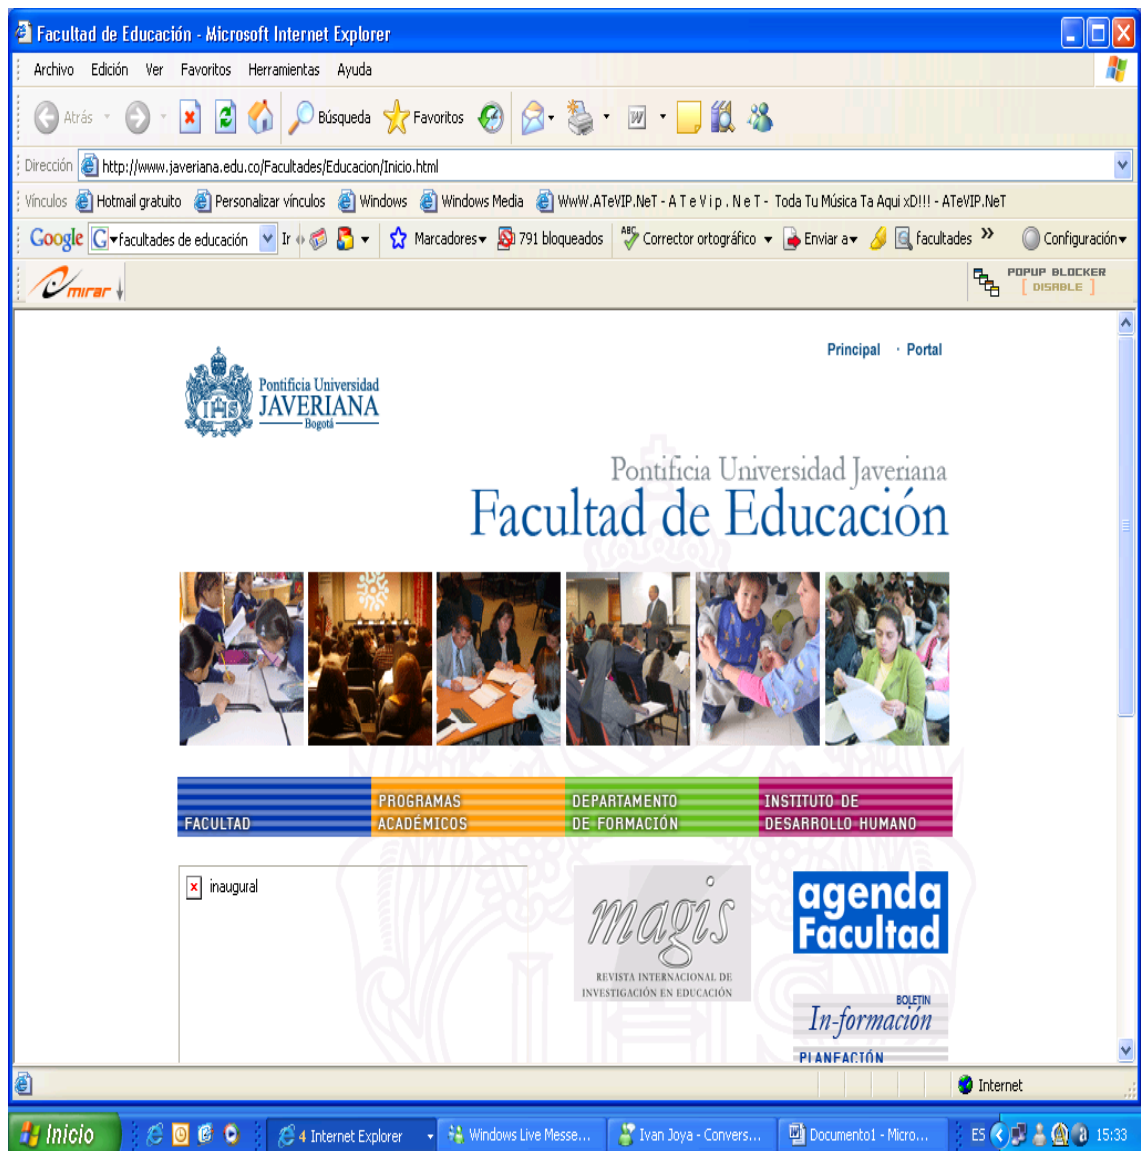 Facultad de Educación - Microsoft Internet Explorer
Archivo Edición Ver Favoritos Herramientas Ayuda
Atrás Búsqueda Favoritos
Dirección http://www.javeriana.edu.co/Facultades/Educacion/Inicio.html
Vínculos Hotmail gratuito Personalizar vínculos Windows Windows Media WwW.ATeVIP.NeT - A T e V i p . N e T - Toda Tu Música Ta Aqui xD!!! - ATeVIP.NeT
Google G facultades de educación Ir Marcadores 791 bloqueados ABC Corrector ortográfico Enviar a facultades » Configuración
mirar POPUP BLOCKER
[ DISABLE ]
Principal · Portal
IHS
Pontificia Universidad
JAVERIANA
Bogotá
Pontificia Universidad Javeriana
Facultad de Educación
FACULTAD
PROGRAMAS
ACADÉMICOS
DEPARTAMENTO
DE FORMACIÓN
INSTITUTO DE
DESARROLLO HUMANO
inaugural
magis
REVISTA INTERNACIONAL DE
INVESTIGACIÓN EN EDUCACIÓN
agenda
Facultad
BOLETIN
In-formación
PLANEACIÓN
Internet
Inicio 4 Internet Explorer Windows Live Messe... Ivan Joya - Convers... Documento1 - Micro... ES 15:33